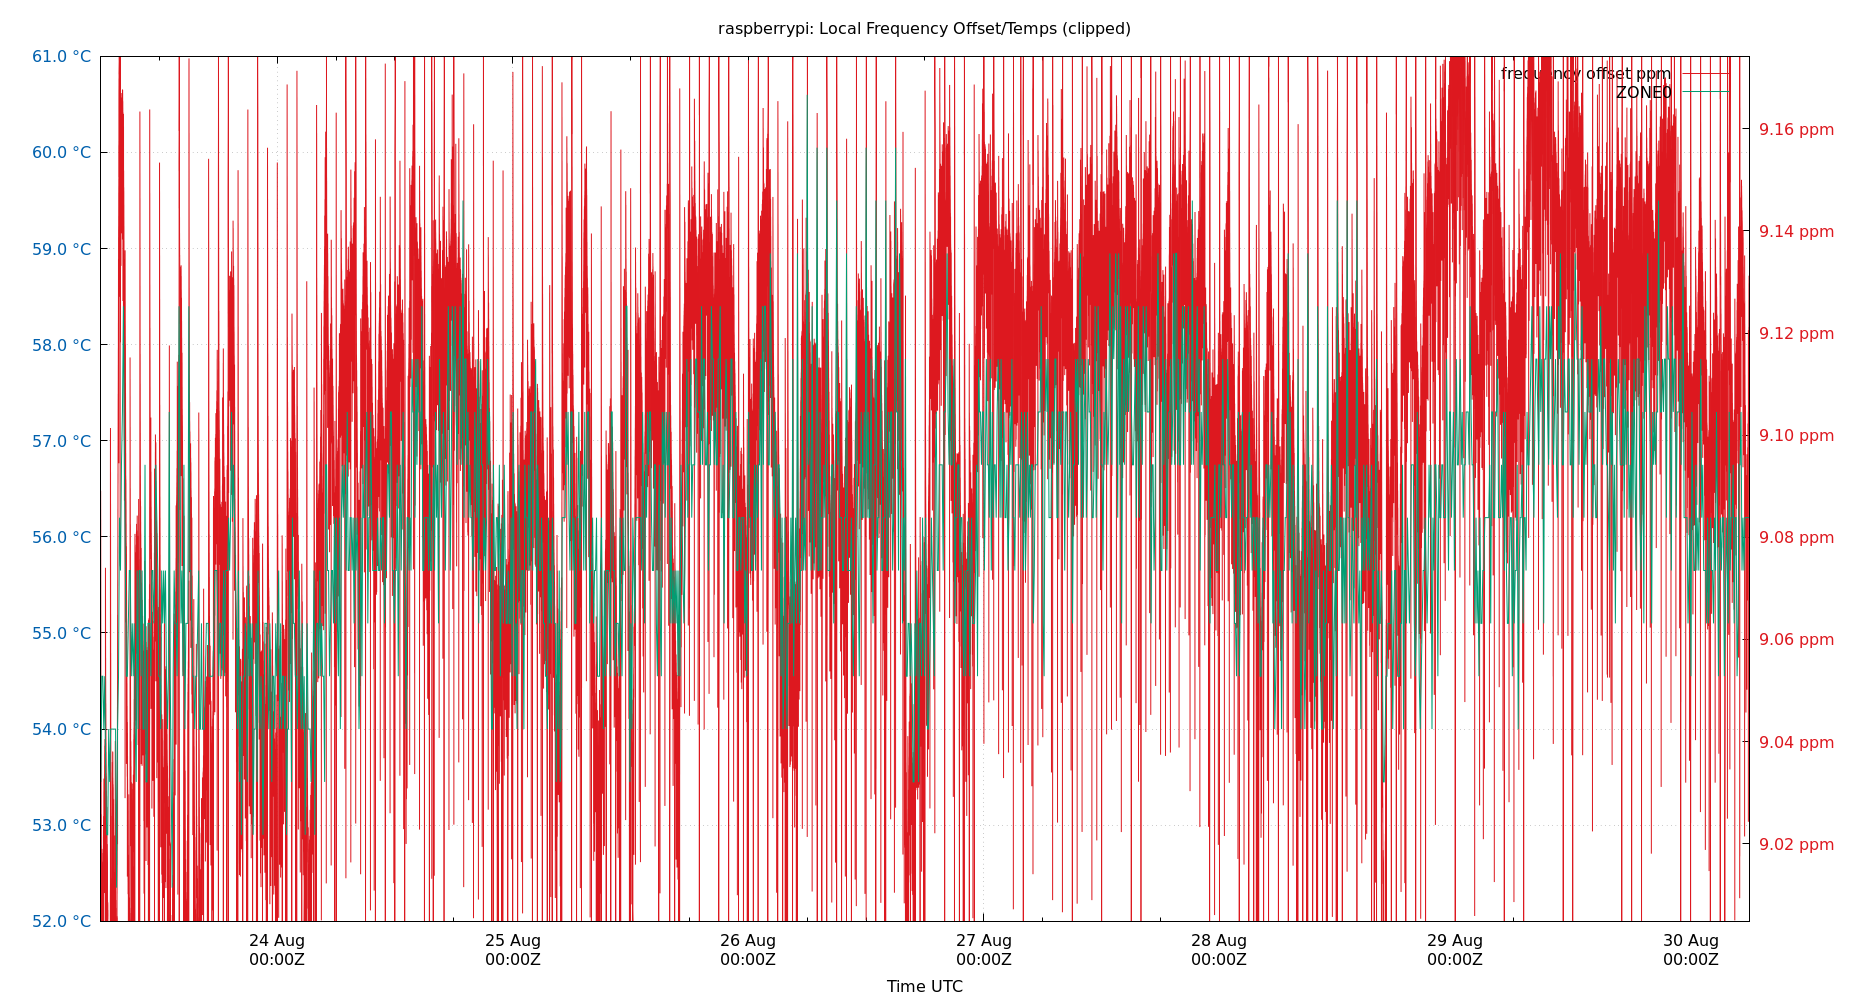 raspberrypi: Local Frequency Offset/Temps (clipped)
61.0 °C
60.0 °C
59.0 °C
58.0 °C
57.0 °C
56.0 °C
55.0 °C
54.0 °C
53.0 °C
52.0 °C
frequency offset ppm
ZONE0
9.16 ppm
9.14 ppm
9.12 ppm
9.10 ppm
9.08 ppm
9.06 ppm
9.04 ppm
9.02 ppm
24 Aug
00:00Z
25 Aug
00:00Z
26 Aug
00:00Z
27 Aug
00:00Z
28 Aug
00:00Z
29 Aug
00:00Z
30 Aug
00:00Z
Time UTC